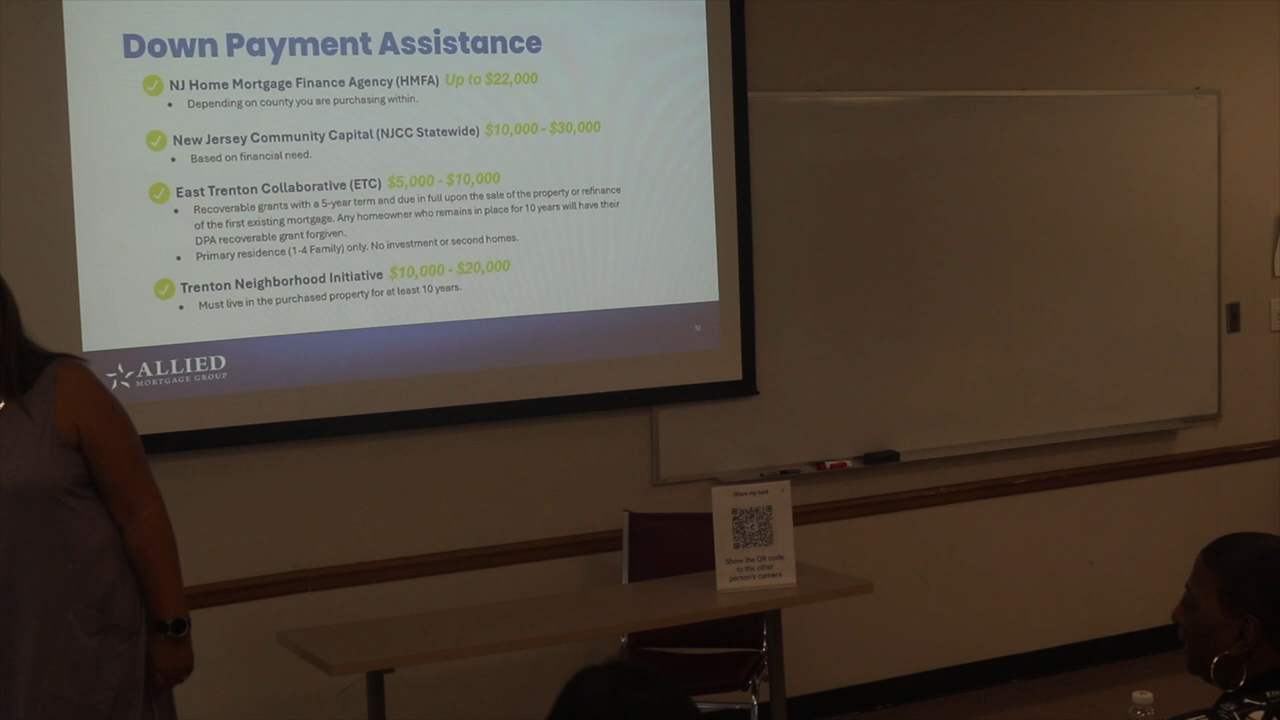 Down Payment Assistance
NJ Home Mortgage Finance Agency (HMFA) Up to $22,000
• Depending on county you are purchasing within.
New Jersey Community Capital (NJCC Statewide) $10,000 - $30,000
• Based on financial need.
East Trenton Collaborative (ETC) $5,000 - $10,000
• Recoverable grants with a 5-year term and due in full upon the sale of the property or refinance
of the first existing mortgage. Any homeowner who remains in place for 10 years will have their
DPA recoverable grant forgiven.
• Primary residence (1-4 Family) only. No investment or second homes.
Trenton Neighborhood Initiative $10,000 - $20,000
• Must live in the purchased property for at least 10 years.
ALLIED
MORTGAGE GROUP
Share my card
Show the QR code
to the other
person's camera